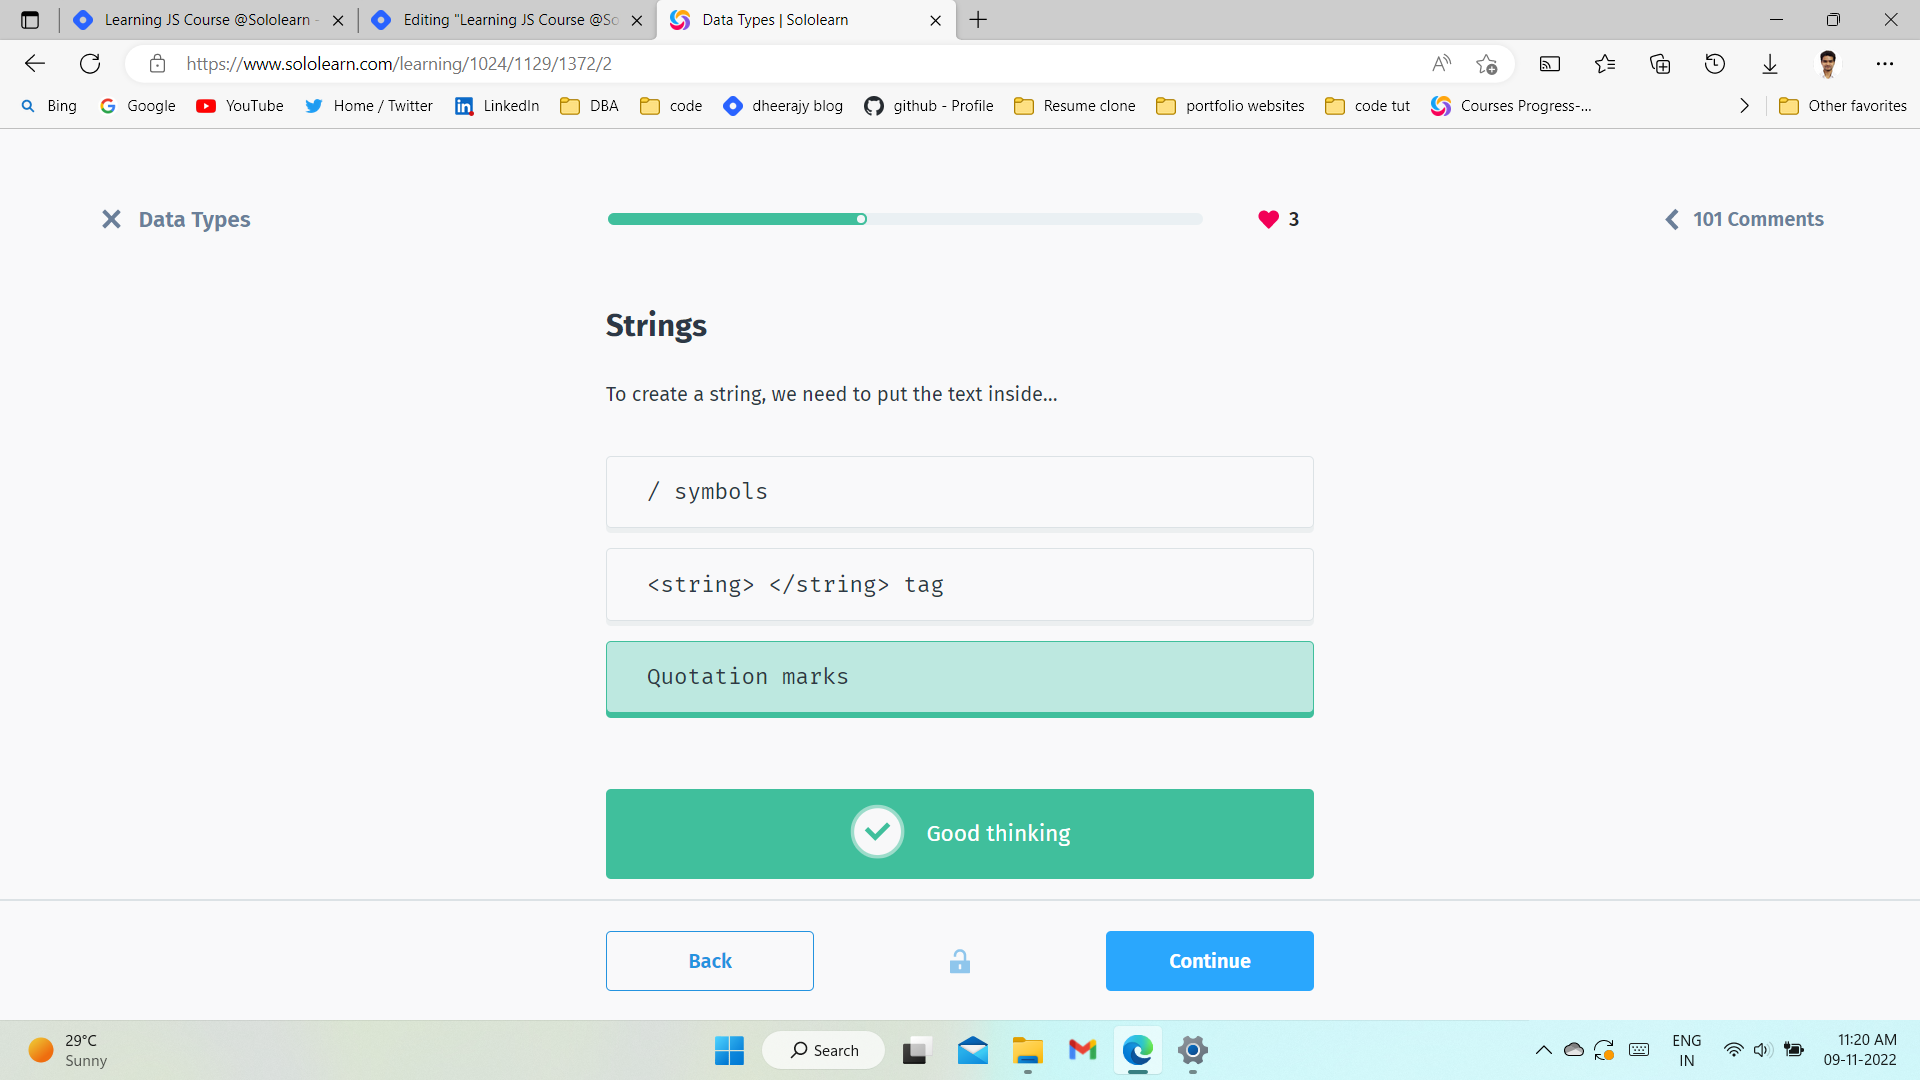 Learning JS Course @Sololearn -
Editing "Learning JS Course @So
Data Types | Sololearn
https://www.sololearn.com/learning/1024/1129/1372/2
Bing
Google
YouTube
Home / Twitter
LinkedIn
DBA
code
dheerajy blog
github - Profile
Resume clone
portfolio websites
code tut
Courses Progress-...
Other favorites
Data Types
3
101 Comments
Strings
To create a string, we need to put the text inside...
/ symbols
<string> </string> tag
Quotation marks
Good thinking
Back
Continue
29°C
Sunny
Search
ENG
IN
11:20 AM
09-11-2022